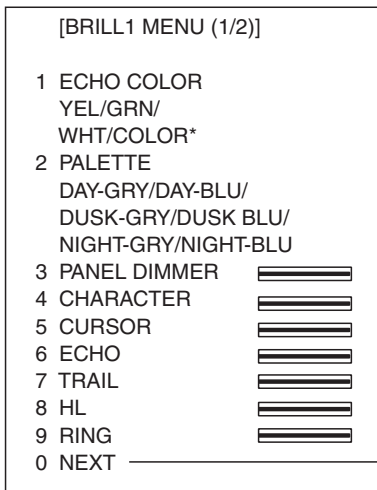 [BRILL1 MENU (1/2)]
1 ECHO COLOR
YEL/GRN/
WHT/COLOR*
2 PALETTE
DAY-GRY/DAY-BLU/
DUSK-GRY/DUSK BLU/
NIGHT-GRY/NIGHT-BLU
3 PANEL DIMMER
4 CHARACTER
5 CURSOR
6 ECHO
7 TRAIL
8 HL
9 RING
0 NEXT